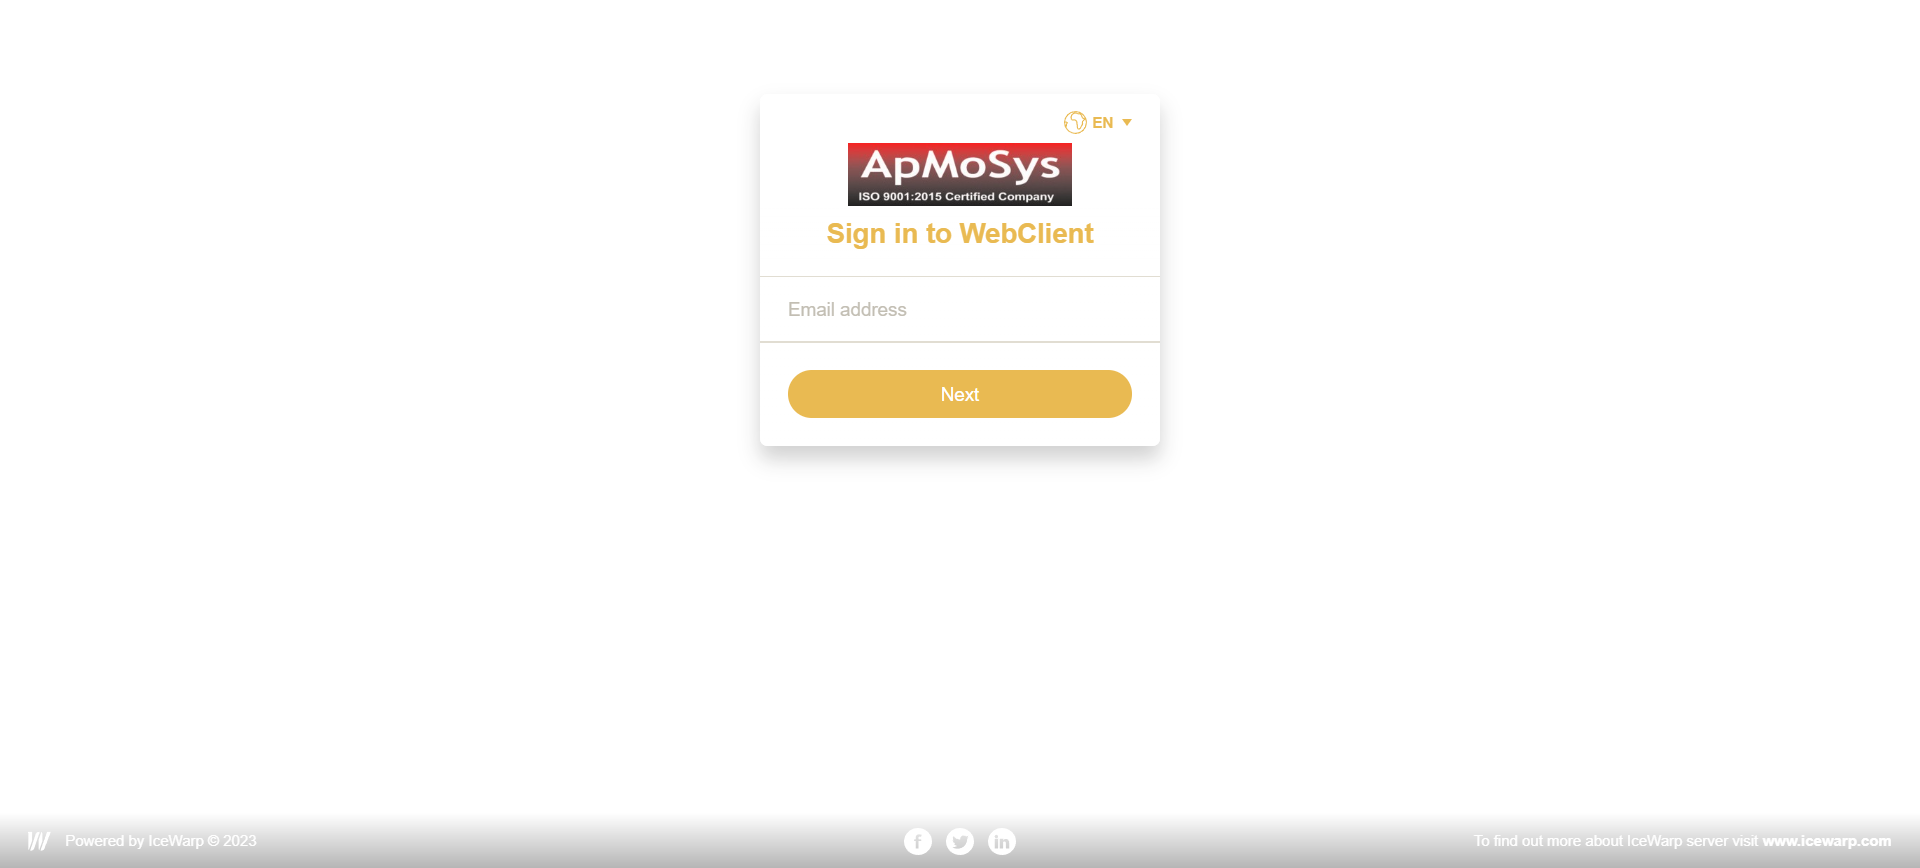 EN
ApMoSys
ISO 9001:2015 Certified Company
Sign in to WebClient
Email address
Next
Powered by IceWarp © 2023
To find out more about IceWarp server visit www.icewarp.com